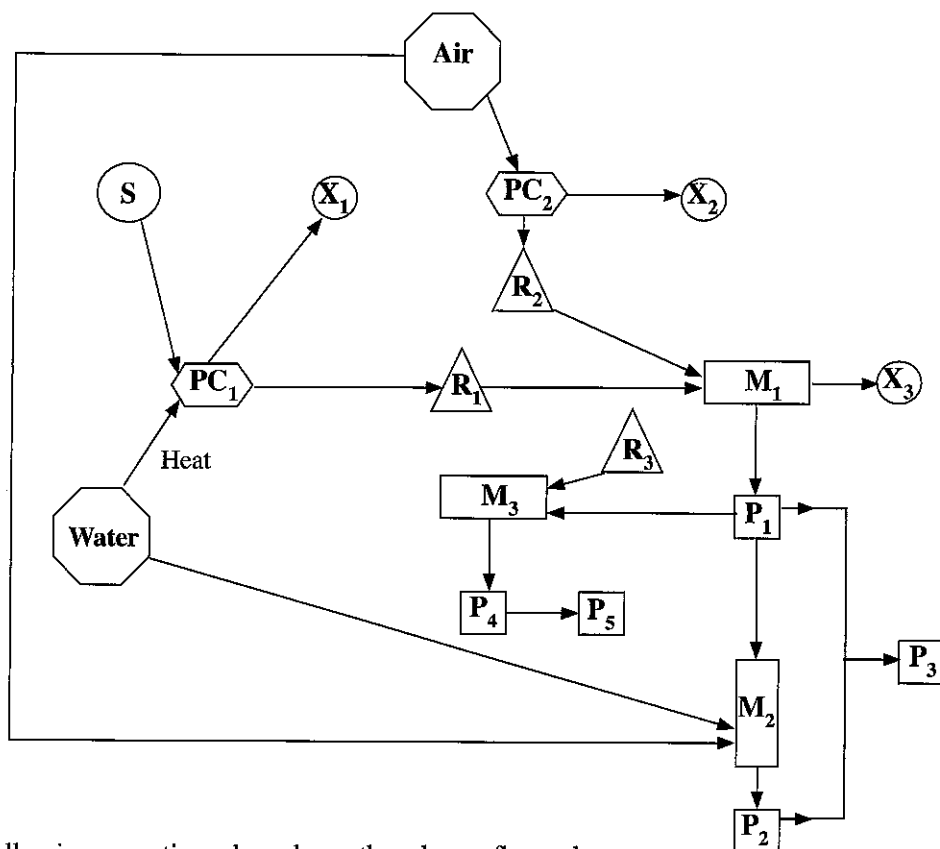 Air
S
X₁
PC₂
X₂
R₂
PC₁
R₁
M₁
X₃
Heat
R₃
M₃
P₁
Water
P₄
P₅
P₃
M₂
P₂